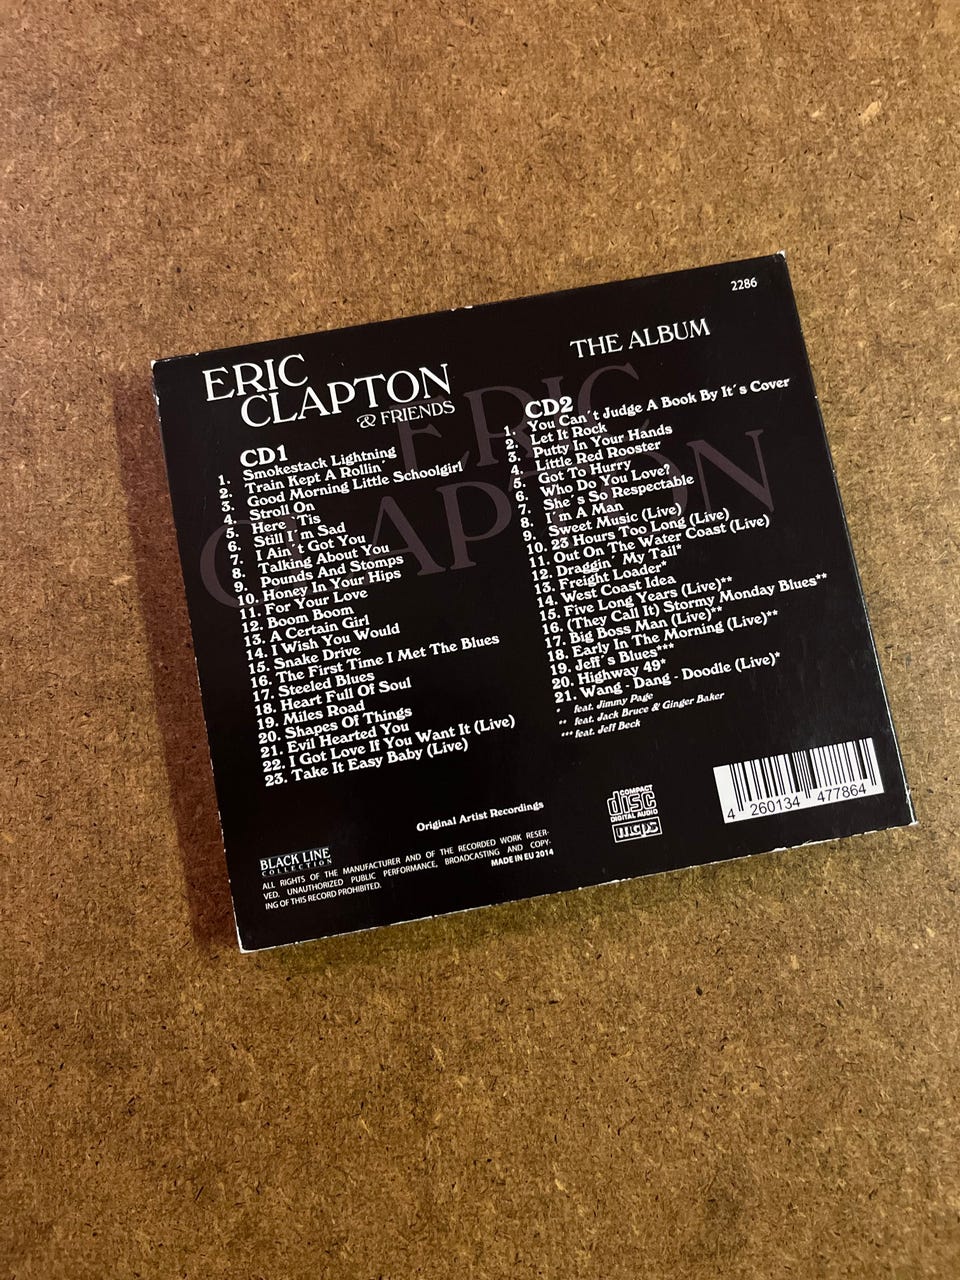 2286
ERIC
CLAPTON
& FRIENDS
THE ALBUM
ERIC
CLAPTON
CD1
1. Smokestack Lightning
2. Train Kept A Rollin´
3. Good Morning Little Schoolgirl
4. Stroll On
5. Here ´Tis
6. Still I´m Sad
7. I Ain´t Got You
8. Talking About You
9. Pounds And Stomps
10. Honey In Your Hips
11. For Your Love
12. Boom Boom
13. A Certain Girl
14. I Wish You Would
15. Snake Drive
16. The First Time I Met The Blues
17. Steeled Blues
18. Heart Full Of Soul
19. Miles Road
20. Shapes Of Things
21. Evil Hearted You
22. I Got Love If You Want It (Live)
23. Take It Easy Baby (Live)
CD2
1. You Can´t Judge A Book By It´s Cover
2. Let It Rock
3. Putty In Your Hands
4. Little Red Rooster
5. Got To Hurry
6. Who Do You Love?
7. She´s So Respectable
8. I´m A Man
9. Sweet Music (Live)
10. 23 Hours Too Long (Live)
11. Out On The Water Coast (Live)
12. Draggin´ My Tail*
13. Freight Loader*
14. West Coast Idea
15. Five Long Years (Live)**
16. (They Call It) Stormy Monday Blues**
17. Big Boss Man (Live)**
18. Early In The Morning (Live)**
19. Jeff´s Blues***
20. Highway 49*
21. Wang - Dang - Doodle (Live)*
* feat. Jimmy Page
** feat. Jack Bruce & Ginger Baker
*** feat. Jeff Beck
Original Artist Recordings
BLACK LINE
COLLECTION
ALL RIGHTS OF THE MANUFACTURER AND OF THE RECORDED WORK RESER-
VED. UNAUTHORIZED PUBLIC PERFORMANCE, BROADCASTING AND COPY-
ING OF THIS RECORD PROHIBITED.
MADE IN EU 2014
COMPACT
disc
DIGITAL AUDIO
mcps
4 260134 477864